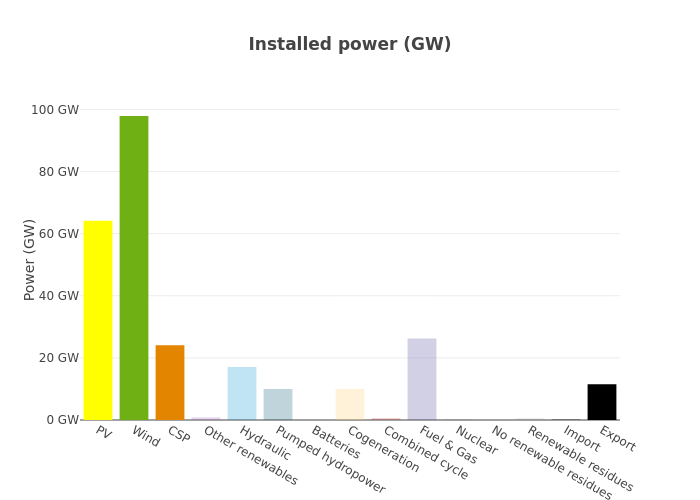 Installed power (GW)
Power (GW)
100 GW
80 GW
60 GW
40 GW
20 GW
0 GW
PV
Wind
CSP
Other renewables
Hydraulic
Pumped hydropower
Batteries
Cogeneration
Combined cycle
Fuel & Gas
Nuclear
No renewable residues
Renewable residues
Import
Export